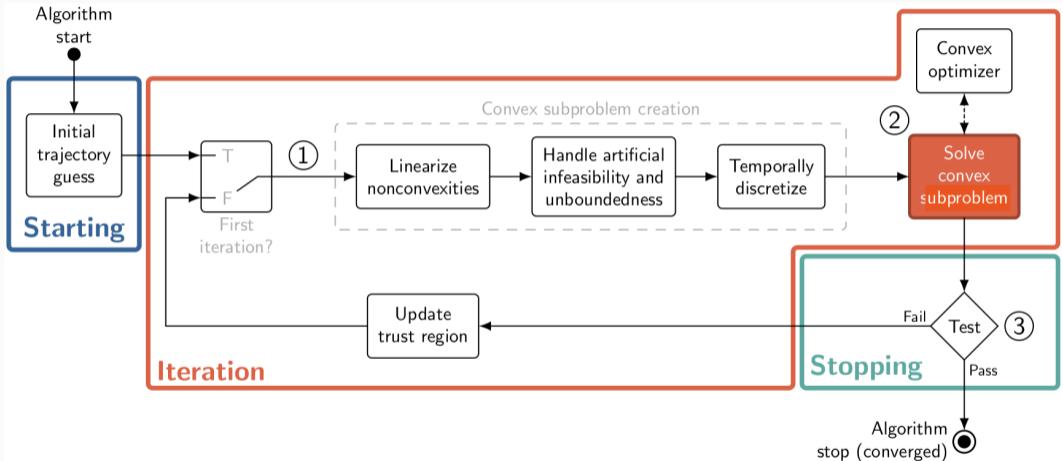 Algorithm
start
Initial
trajectory
guess
Starting
T
F
First
iteration?
1
Convex subproblem creation
Linearize
nonconvexities
Handle artificial
infeasibility and
unboundedness
Temporally
discretize
2
Convex
optimizer
Solve
convex
subproblem
Update
trust region
Iteration
Fail
Test
3
Stopping
Pass
Algorithm
stop (converged)